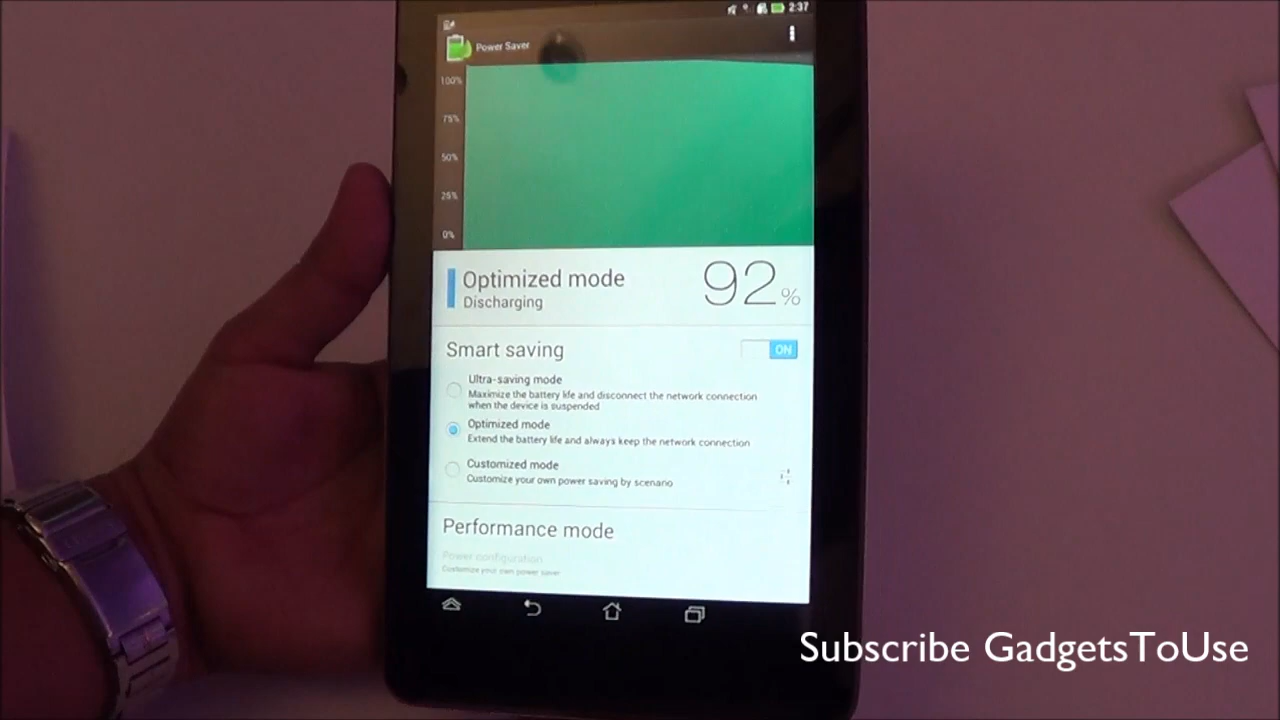 2:37
Power Saver
100%
75%
50%
25%
0%
Optimized mode
92%
Discharging
Smart saving
ON
Ultra-saving mode
Maximize the battery life and disconnect the network connection
when the device is suspended
Optimized mode
Extend the battery life and always keep the network connection
Customized mode
Customize your own power saving by scenario
Performance mode
Power configuration
Customize your own power saver
Subscribe GadgetsToUse